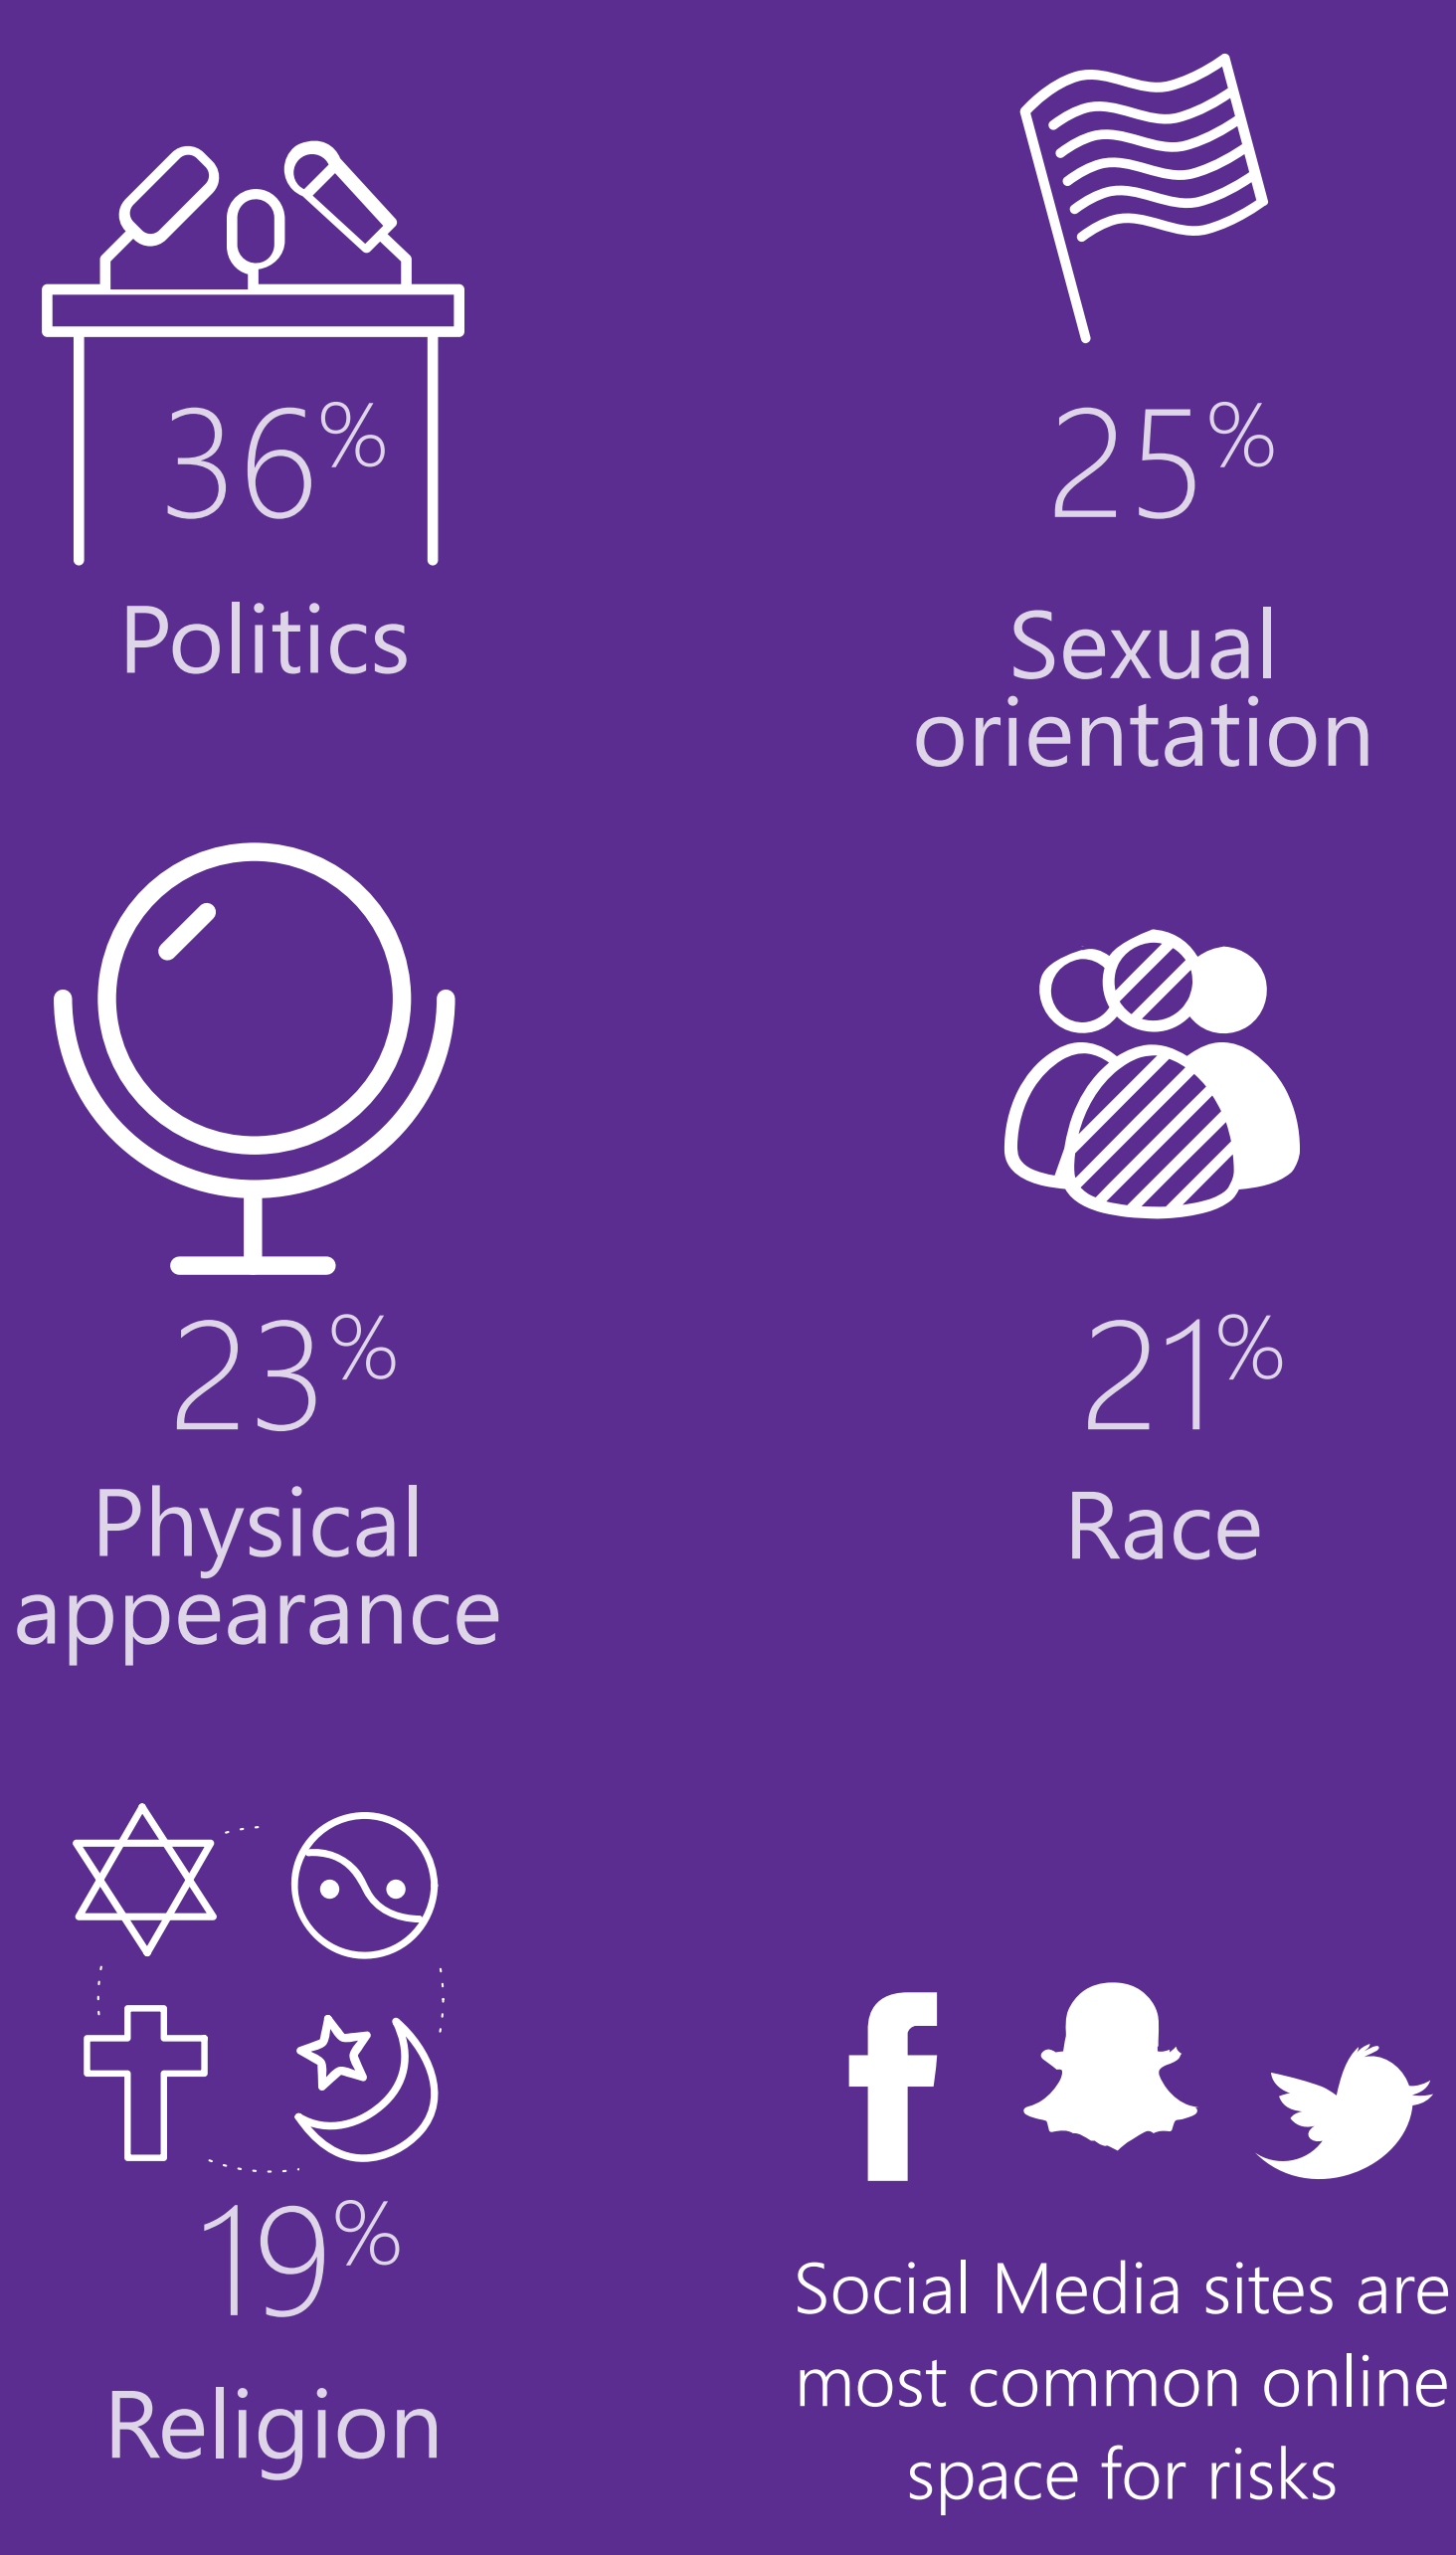 36%
Politics
25%
Sexual
orientation
23%
Physical
appearance
21%
Race
19%
Religion
Social Media sites are
most common online
space for risks